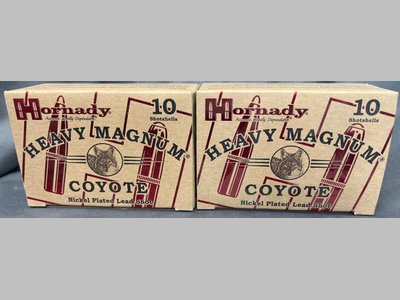 Hornady
10
Shotshells
HEAVY MAGNUM®
COYOTE
Nickel Plated Lead Shot
Hornady
10
Shotshells
HEAVY MAGNUM®
COYOTE
Nickel Plated Lead Shot